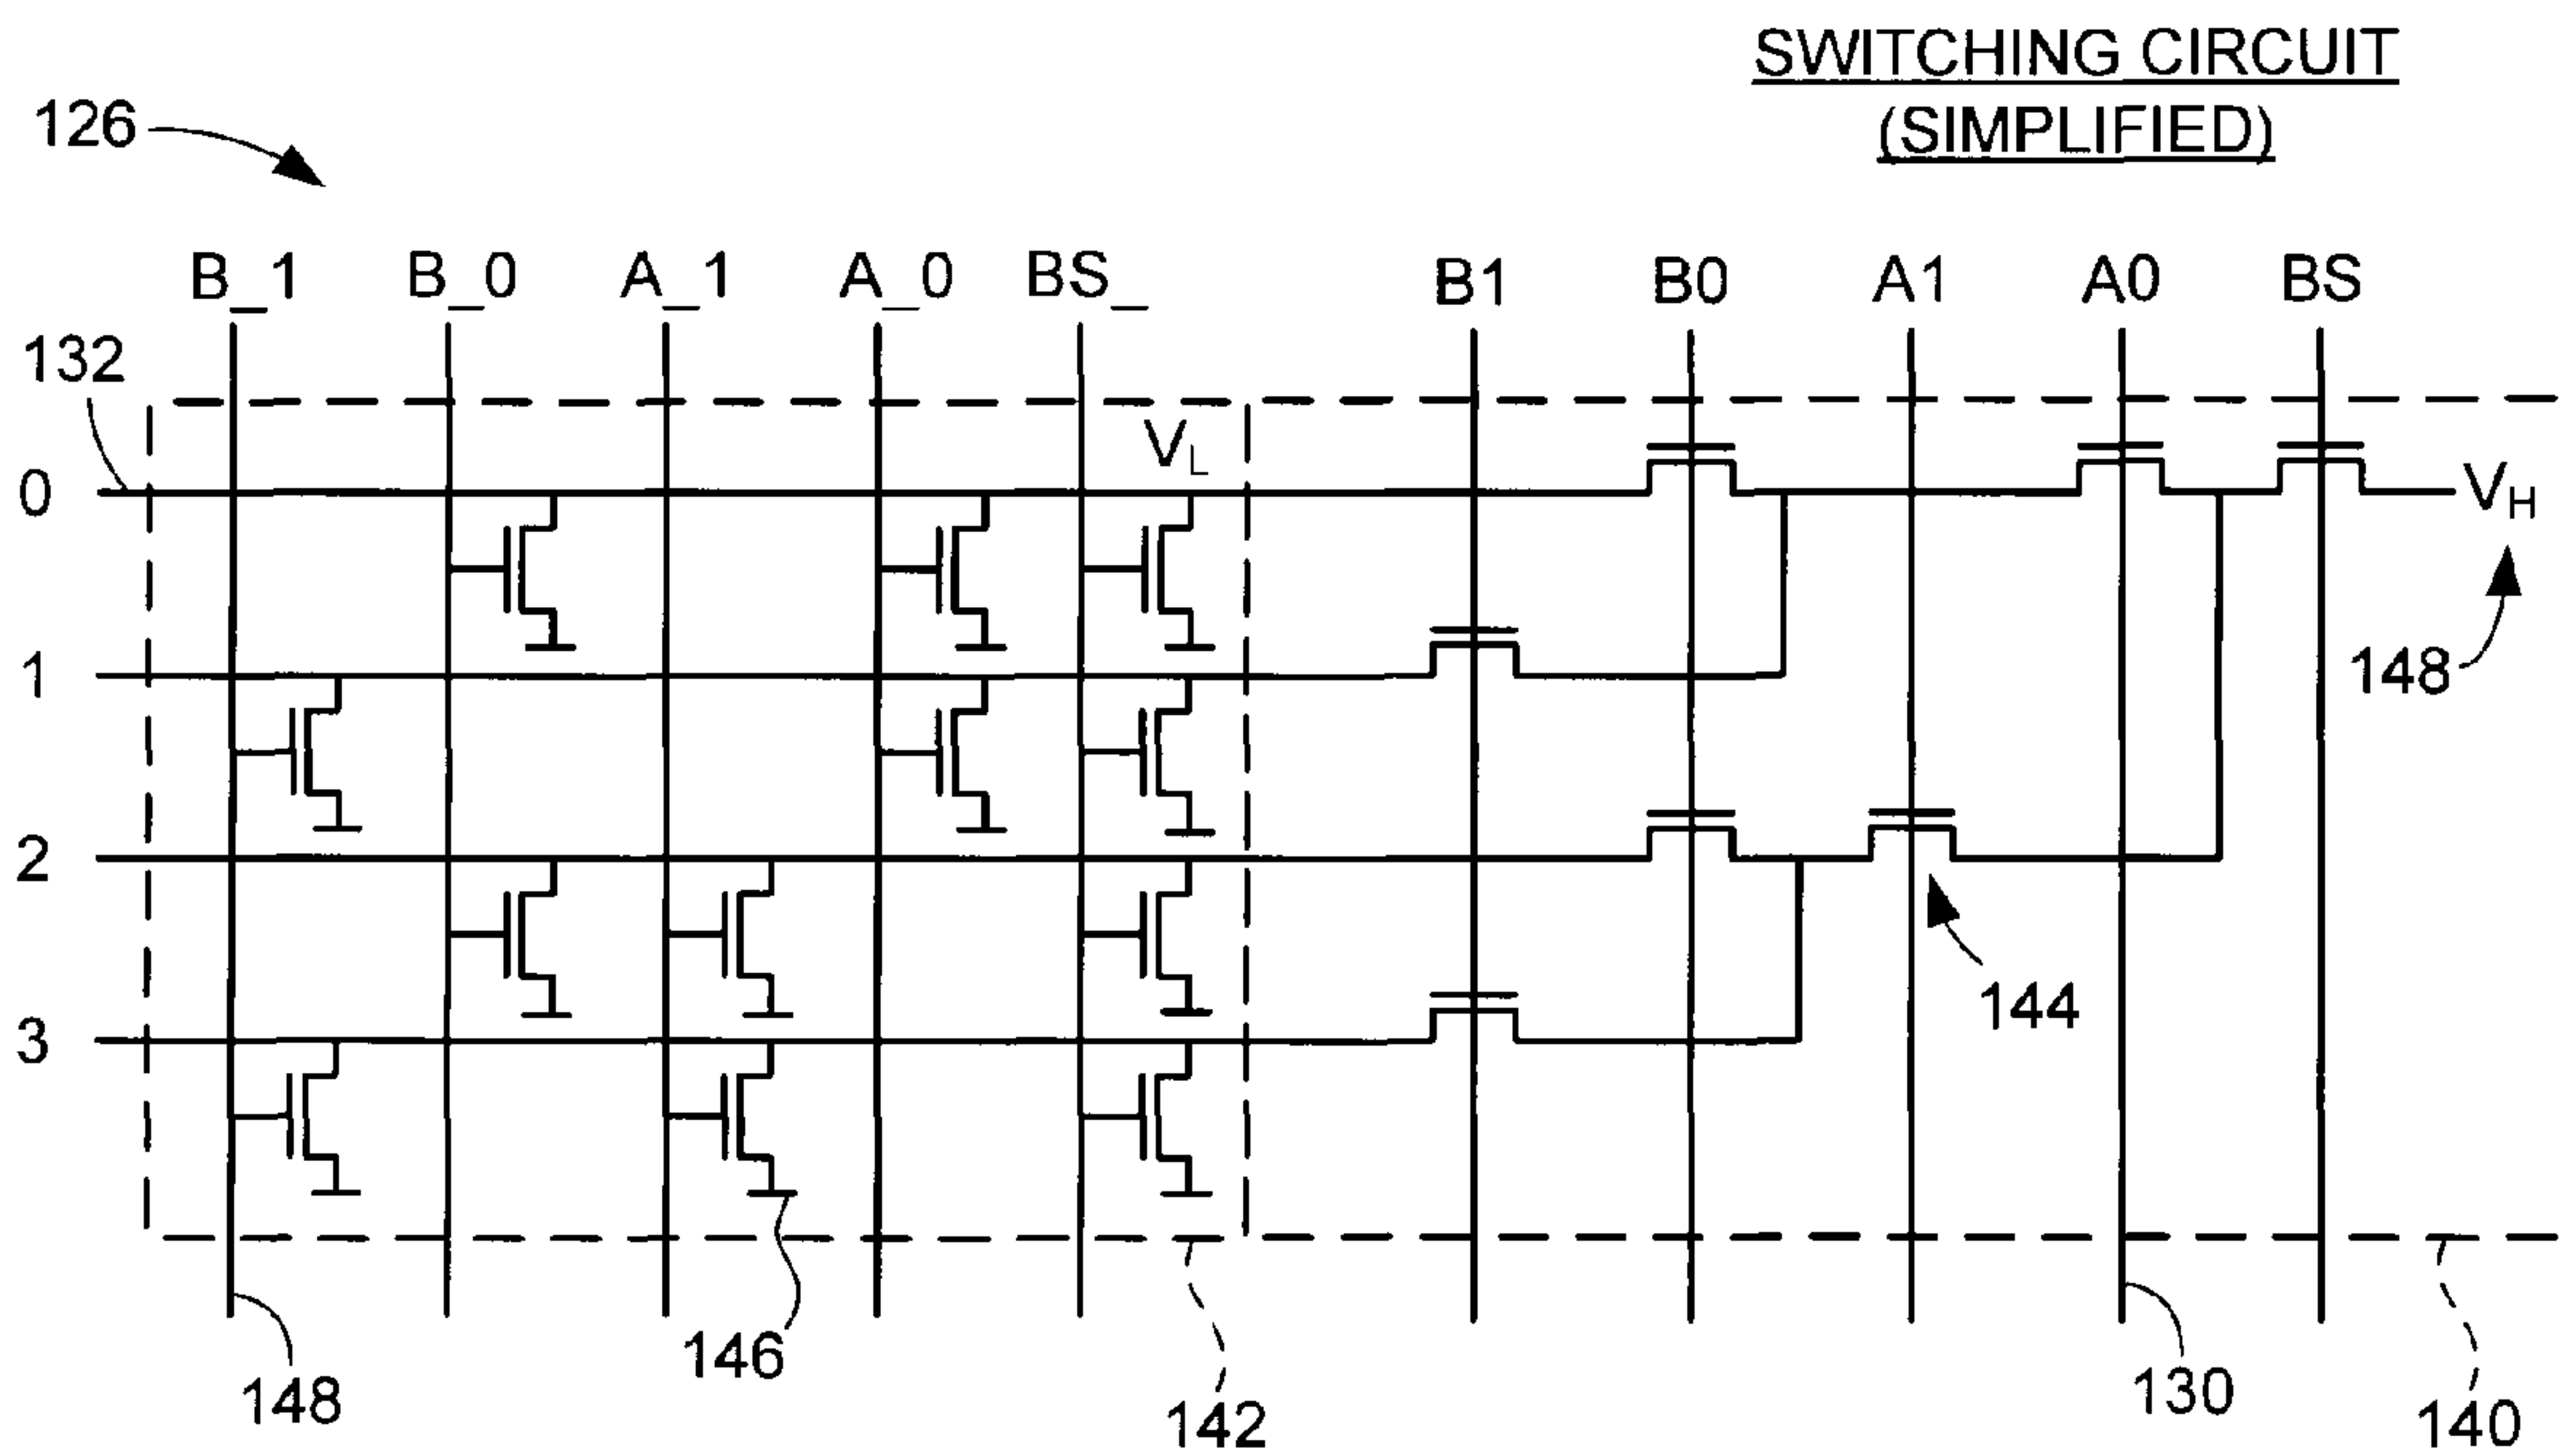 SWITCHING CIRCUIT
(SIMPLIFIED)
126
B_1 B_0 A_1 A_0 BS_ B1 B0 A1 A0 BS
132
VL
0
VH
1
148
2
144
3
146
148
142
130
140